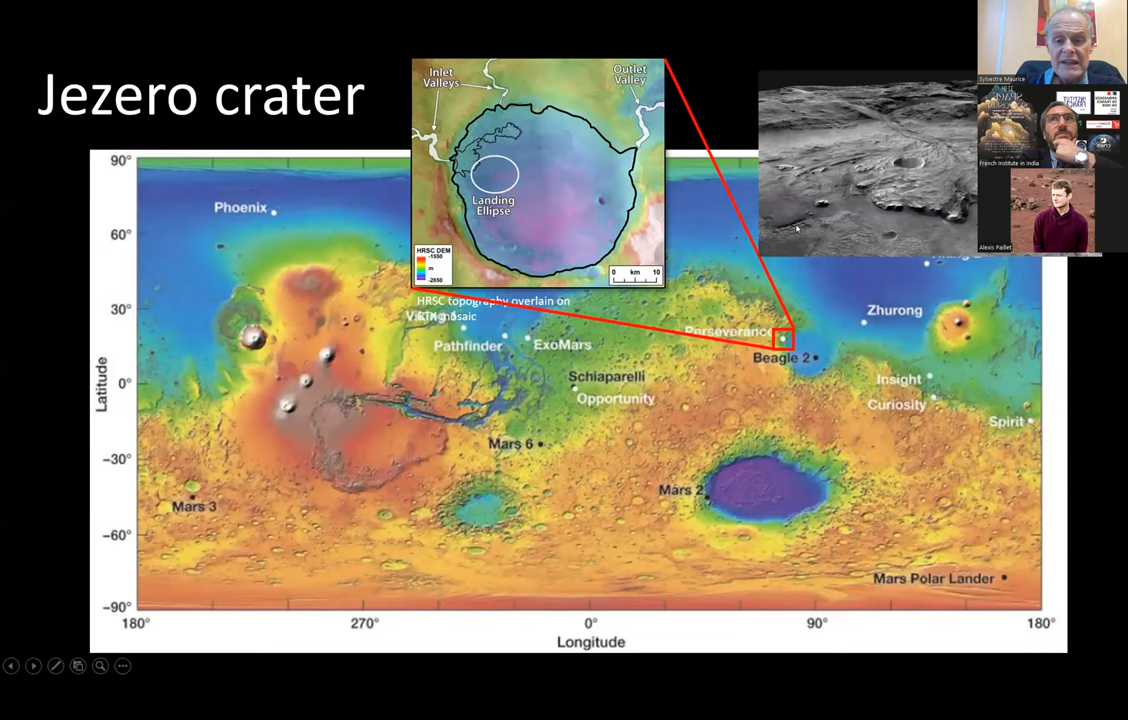 Jezero crater
Inlet
Valleys
Outlet
Valley
Landing
Ellipse
HRSC DEM
-1550
m
-2650
0 km 10
HRSC topography overlain on
CTX mosaic
Sylvestre Maurice
French Institute in India
Alexis Paillet
90°
60°
30°
0°
−30°
−60°
−90°
Latitude
Phoenix
Pathfinder
ExoMars
Schiaparelli
Opportunity
Mars 6
Mars 3
Mars 2
Perseverance
Beagle 2
Zhurong
Insight
Curiosity
Spirit
Mars Polar Lander
180°
270°
0°
90°
180°
Longitude